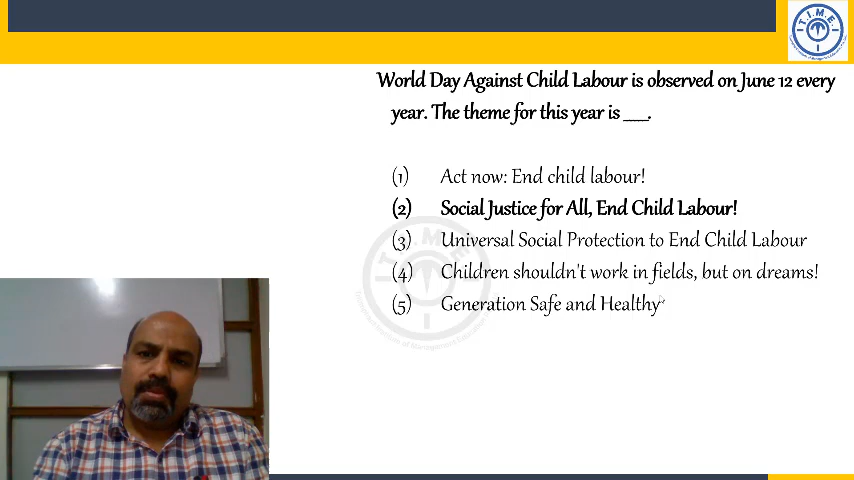 T.I.M.E.
World Day Against Child Labour is observed on June 12 every
year. The theme for this year is ___.
(1) Act now: End child labour!
(2) Social Justice for All, End Child Labour!
(3) Universal Social Protection to End Child Labour
(4) Children shouldn't work in fields, but on dreams!
(5) Generation Safe and Healthy
T.I.M.E.